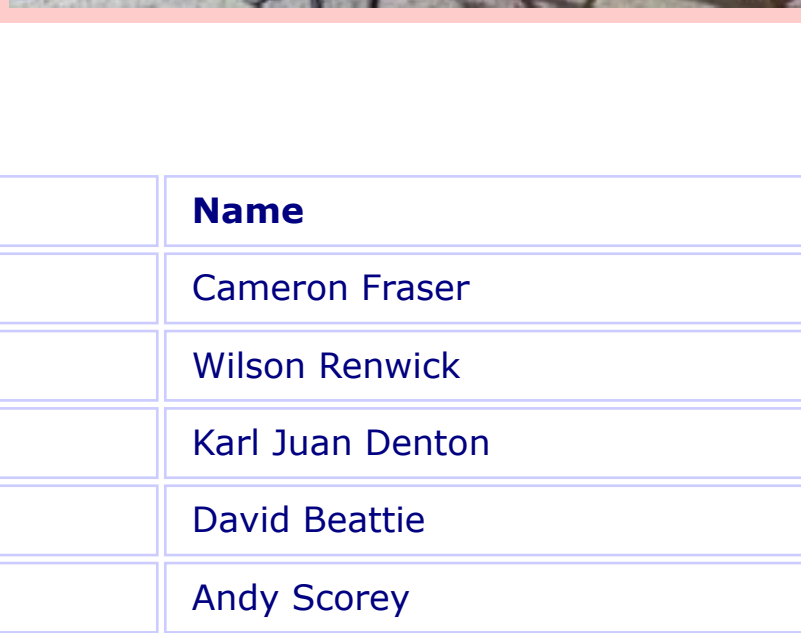 Name
Cameron Fraser
Wilson Renwick
Karl Juan Denton
David Beattie
Andy Scorey